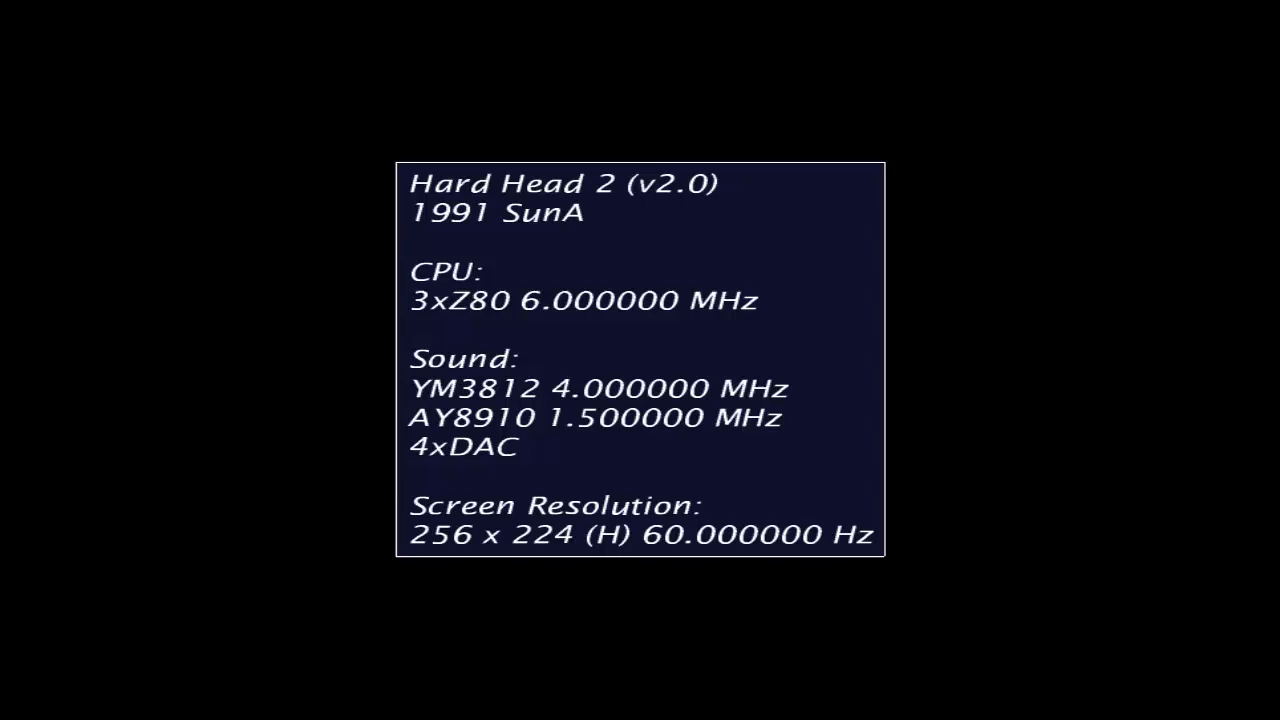 Hard Head 2 (v2.0)
1991 SunA
CPU:
3xZ80 6.000000 MHz
Sound:
YM3812 4.000000 MHz
AY8910 1.500000 MHz
4xDAC
Screen Resolution:
256 x 224 (H) 60.000000 Hz